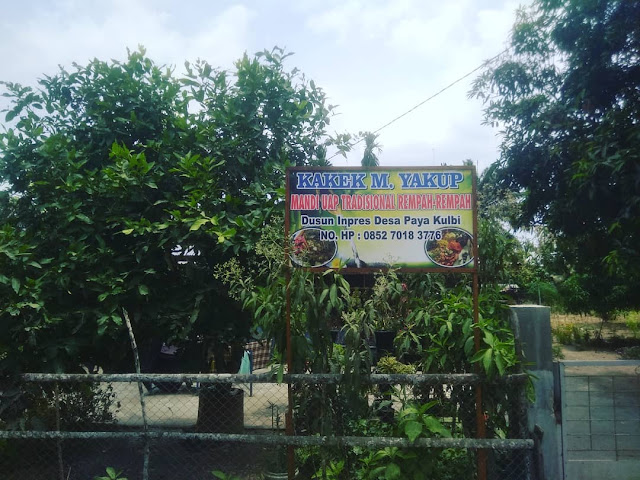 KAKEK M. YAKUP
MANDI UAP TRADISIONAL REMPAH-REMPAH
Dusun Inpres Desa Paya Kulbi
NO. HP : 0852 7018 3776